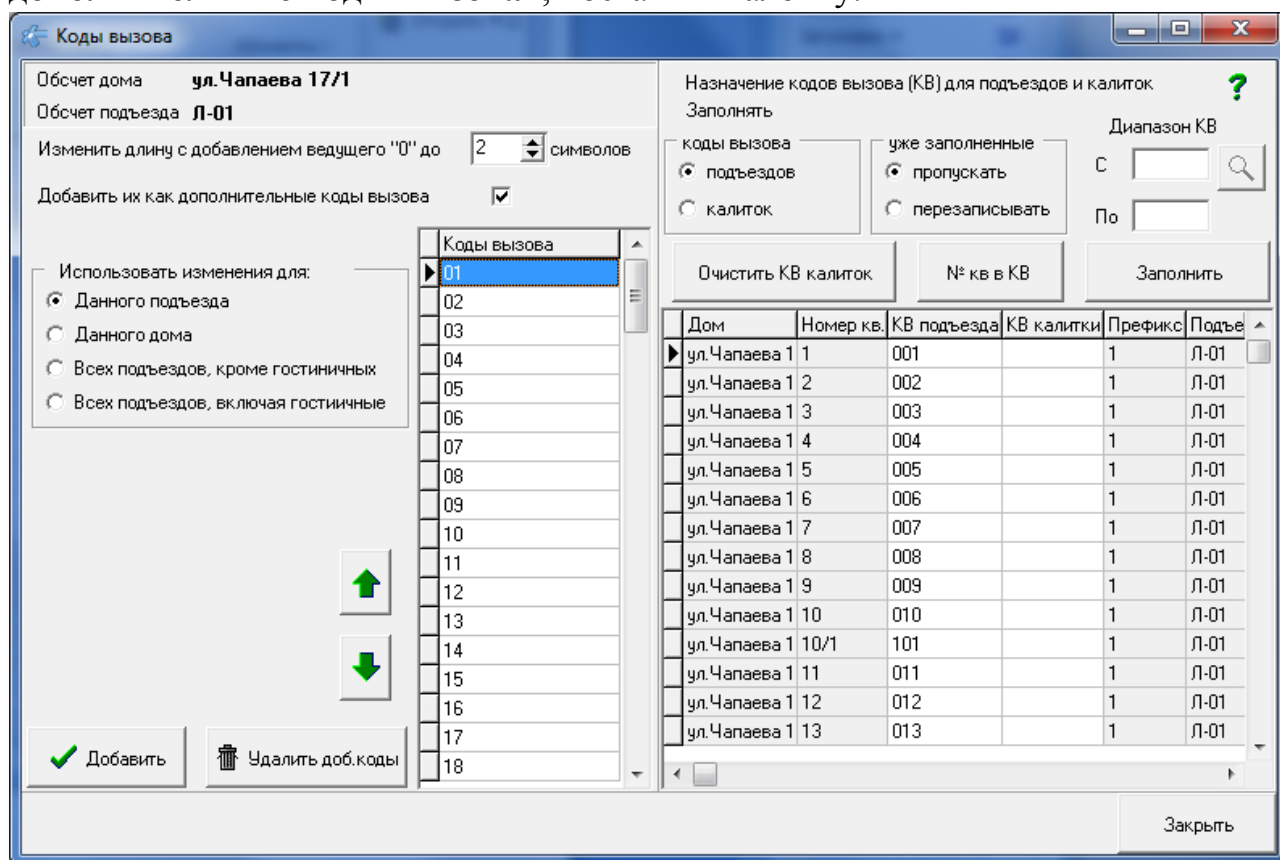 Коды вызова
Обсчет дома ул.Чапаева 17/1
Обсчет подъезда Л-01
Изменить длину с добавлением ведущего "0" до 2 символов
Добавить их как дополнительные коды вызова
Использовать изменения для:
Данного подъезда
Данного дома
Всех подъездов, кроме гостиничных
Всех подъездов, включая гостиичные
Добавить
Удалить доб.коды
Коды вызова
01
02
03
04
05
06
07
08
09
10
11
12
13
14
15
16
17
18
Назначение кодов вызова (КВ) для подъездов и калиток ?
Заполнять
коды вызова
подъездов
калиток
уже заполненные
пропускать
перезаписывать
Диапазон КВ
С
По
Очистить КВ калиток
№ кв в КВ
Заполнить
Дом Номер кв. КВ подъезда КВ калитки Префикс Подъе
ул.Чапаева 1 1 001 1 Л-01
ул.Чапаева 1 2 002 1 Л-01
ул.Чапаева 1 3 003 1 Л-01
ул.Чапаева 1 4 004 1 Л-01
ул.Чапаева 1 5 005 1 Л-01
ул.Чапаева 1 6 006 1 Л-01
ул.Чапаева 1 7 007 1 Л-01
ул.Чапаева 1 8 008 1 Л-01
ул.Чапаева 1 9 009 1 Л-01
ул.Чапаева 1 10 010 1 Л-01
ул.Чапаева 1 10/1 101 1 Л-01
ул.Чапаева 1 11 011 1 Л-01
ул.Чапаева 1 12 012 1 Л-01
ул.Чапаева 1 13 013 1 Л-01
Закрыть